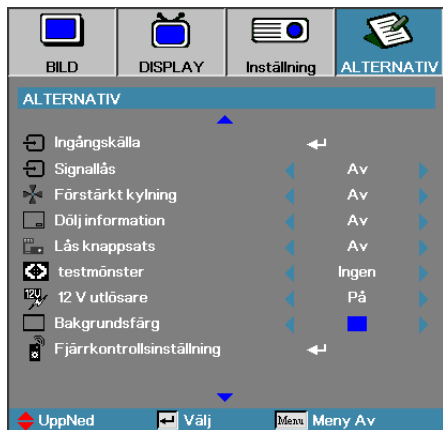 BILD DISPLAY Inställning ALTERNATIV
ALTERNATIV
Ingångskälla
Signallås Av
Förstärkt kylning Av
Dölj information Av
Lås knappsats Av
testmönster Ingen
12V 12 V utlösare På
Bakgrundsfärg
Fjärrkontrollsinställning
UppNed Välj Menu Meny Av